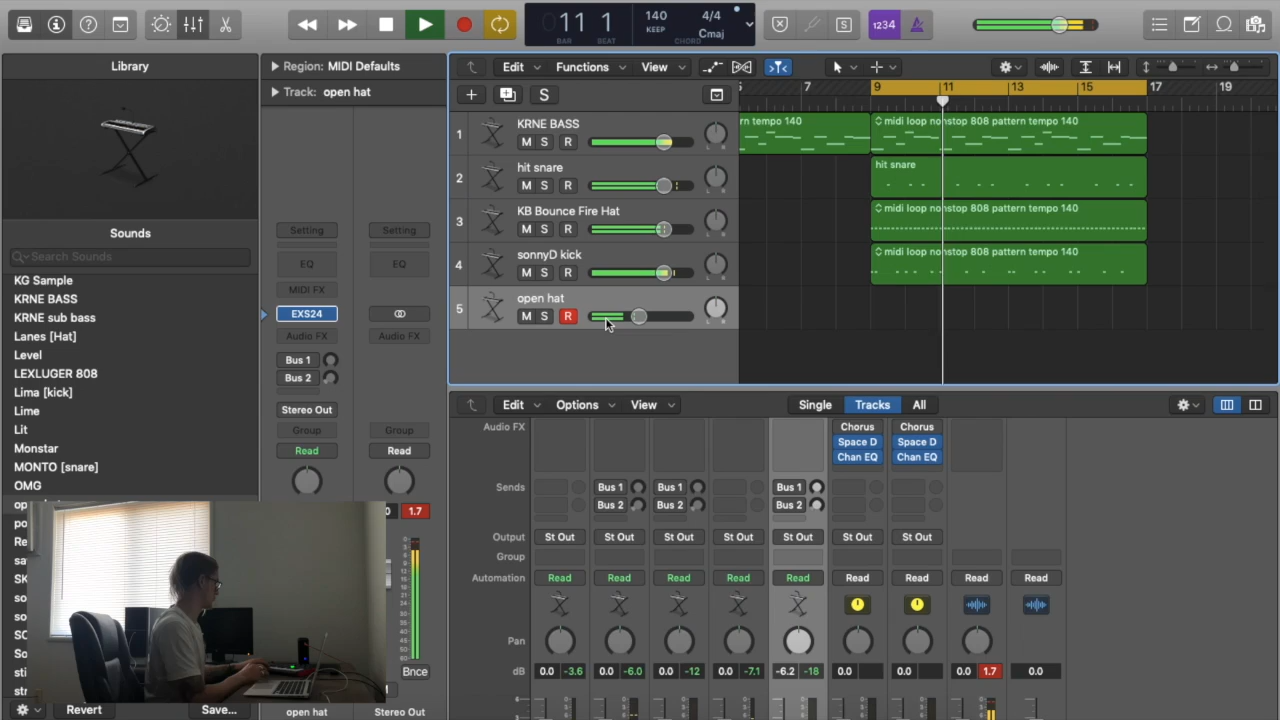 11 1
BAR BEAT
140
KEEP
4/4
Cmaj
CHORD
1234
S
Library
Sounds
Search Sounds
KG Sample
KRNE BASS
KRNE sub bass
Lanes [Hat]
Level
LEXLUGER 808
Lima [kick]
Lime
Lit
Monstar
MONTO [snare]
OMG
Revert
Save...
Region: MIDI Defaults
Track: open hat
Setting Setting
EQ EQ
MIDI FX
EXS24
Audio FX Audio FX
Bus 1
Bus 2
Stereo Out
Group Group
Read Read
1.7
Bnce
open hat Stereo Out
Edit Functions View
S
7 9 11 13 15 17 19
1 KRNE BASS
M S R
2 hit snare
M S R
3 KB Bounce Fire Hat
M S R
4 sonnyD kick
M S R
5 open hat
M S R
rn tempo 140
midi loop nonstop 808 pattern tempo 140
hit snare
midi loop nonstop 808 pattern tempo 140
midi loop nonstop 808 pattern tempo 140
Edit Options View Single Tracks All
Audio FX Chorus Chorus
Space D Space D
Chan EQ Chan EQ
Sends Bus 1 Bus 1 Bus 1
Bus 2 Bus 2 Bus 2
Output St Out St Out St Out St Out St Out St Out St Out
Group
Automation Read Read Read Read Read Read Read Read Read
Pan
dB 0.0 -3.6 0.0 -6.0 0.0 -12 0.0 -7.1 -6.2 -18 0.0 0.0 0.0 1.7 0.0